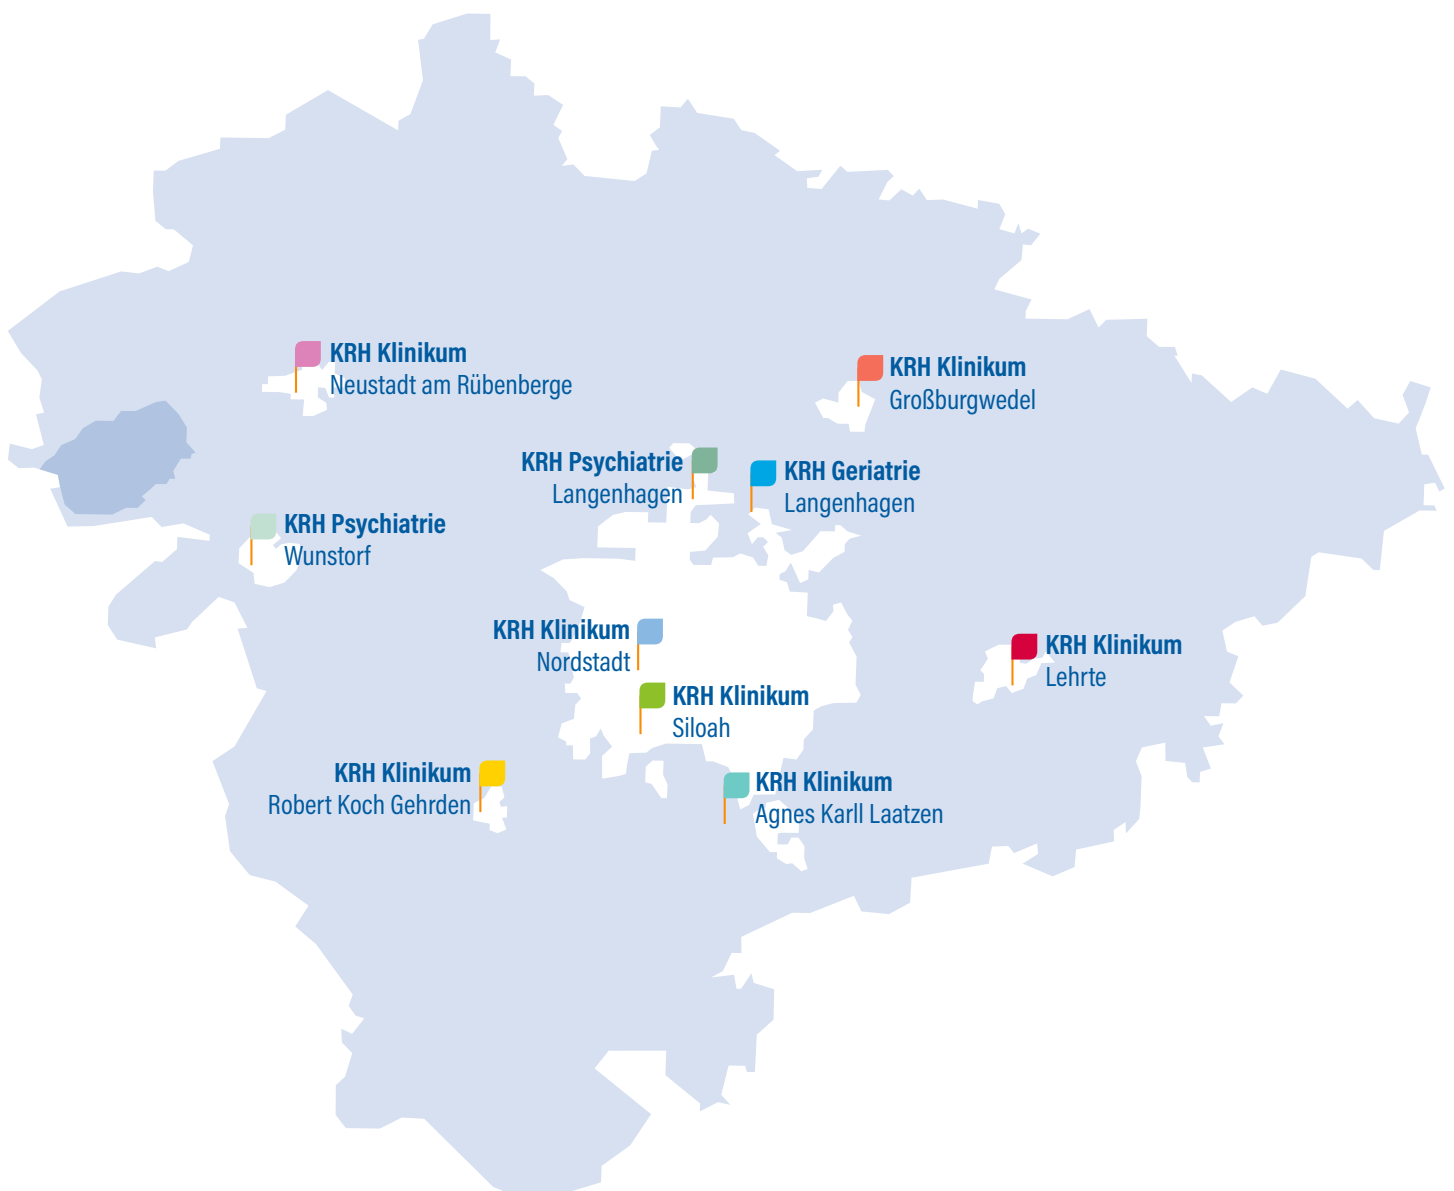 KRH Klinikum
Neustadt am Rübenberge
KRH Klinikum
Großburgwedel
KRH Psychiatrie
Langenhagen
KRH Geriatrie
Langenhagen
KRH Psychiatrie
Wunstorf
KRH Klinikum
Nordstadt
KRH Klinikum
Lehrte
KRH Klinikum
Siloah
KRH Klinikum
Robert Koch Gehrden
KRH Klinikum
Agnes Karll Laatzen